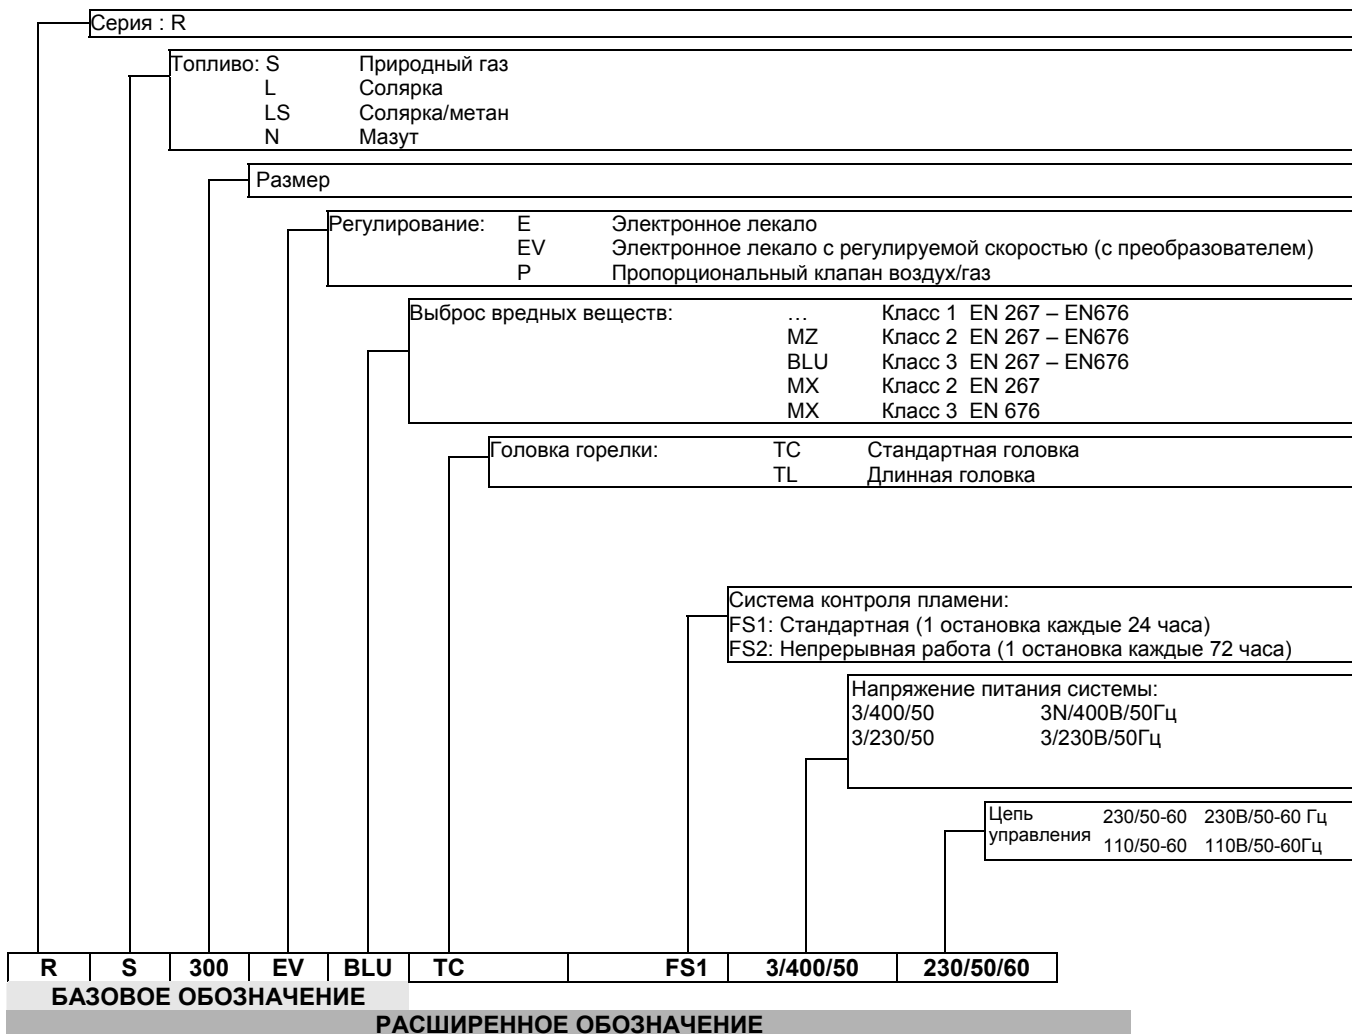 Серия : R
Топливо: S Природный газ
L Солярка
LS Солярка/метан
N Мазут
Размер
Регулирование: E Электронное лекало
EV Электронное лекало с регулируемой скоростью (с преобразователем)
P Пропорциональный клапан воздух/газ
Выброс вредных веществ: … Класс 1 EN 267 – EN676
MZ Класс 2 EN 267 – EN676
BLU Класс 3 EN 267 – EN676
MX Класс 2 EN 267
MX Класс 3 EN 676
Головка горелки: TC Стандартная головка
TL Длинная головка
Система контроля пламени:
FS1: Стандартная (1 остановка каждые 24 часа)
FS2: Непрерывная работа (1 остановка каждые 72 часа)
Напряжение питания системы:
3/400/50 3N/400В/50Гц
3/230/50 3/230В/50Гц
Цепь управления 230/50-60 230В/50-60 Гц
110/50-60 110В/50-60Гц
R S 300 EV BLU TC FS1 3/400/50 230/50/60
БАЗОВОЕ ОБОЗНАЧЕНИЕ
РАСШИРЕННОЕ ОБОЗНАЧЕНИЕ